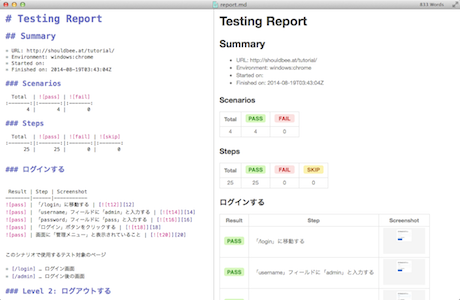 report.md
833 Words
# Testing Report
## Summary
* URL: http://shouldbee.at/tutorial/
* Environment: windows:chrome
* Started on:
* Finished on: 2014-08-19T03:43:04Z
### Scenarios
Total | ![pass] | ![fail]
:------:|:------:|:------:
4 | 4 | 0
### Steps
Total | ![pass] | ![fail] | ![skip]
25 | 25 | 0 | 0
### ログインする
Result | Step | Screenshot
![pass] | 「/login」に移動する | [![t12]][12]
![pass] | 「username」フィールドに「admin」と入力する | [![t14]][14]
![pass] | 「password」フィールドに「pass」と入力する | [![t16]][16]
![pass] | 「ログイン」ボタンをクリックする | [![t18]][18]
![pass] | 画面に「管理メニュー」と表示されていること | [![t20]][20]
このシナリオで使用するテスト対象のページ
* [/login] … ログイン画面
* [/admin] … ログイン後の画面
### Level 2: ログアウトする
Testing Report
Summary
• URL: http://shouldbee.at/tutorial/
• Environment: windows:chrome
• Started on:
• Finished on: 2014-08-19T03:43:04Z
Scenarios
Total PASS FAIL
4 4 0
Steps
Total PASS FAIL SKIP
25 25 0 0
ログインする
Result Step Screenshot
PASS 「/login」に移動する
PASS 「username」フィールドに「admin」と入力する